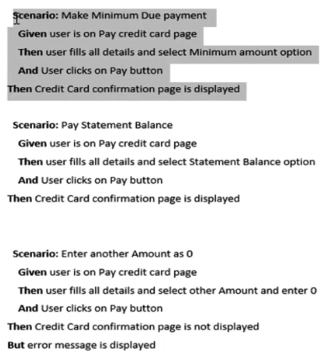 Scenario: Make Minimum Due payment
Given user is on Pay credit card page
Then user fills all details and select Minimum amount option
And User clicks on Pay button
Then Credit Card confirmation page is displayed
Scenario: Pay Statement Balance
Given user is on Pay credit card page
Then user fills all details and select Statement Balance option
And User clicks on Pay button
Then Credit Card confirmation page is displayed
Scenario: Enter another Amount as 0
Given user is on Pay credit card page
Then user fills all details and select other Amount and enter 0
And User clicks on Pay button
Then Credit Card confirmation page is not displayed
But error message is displayed